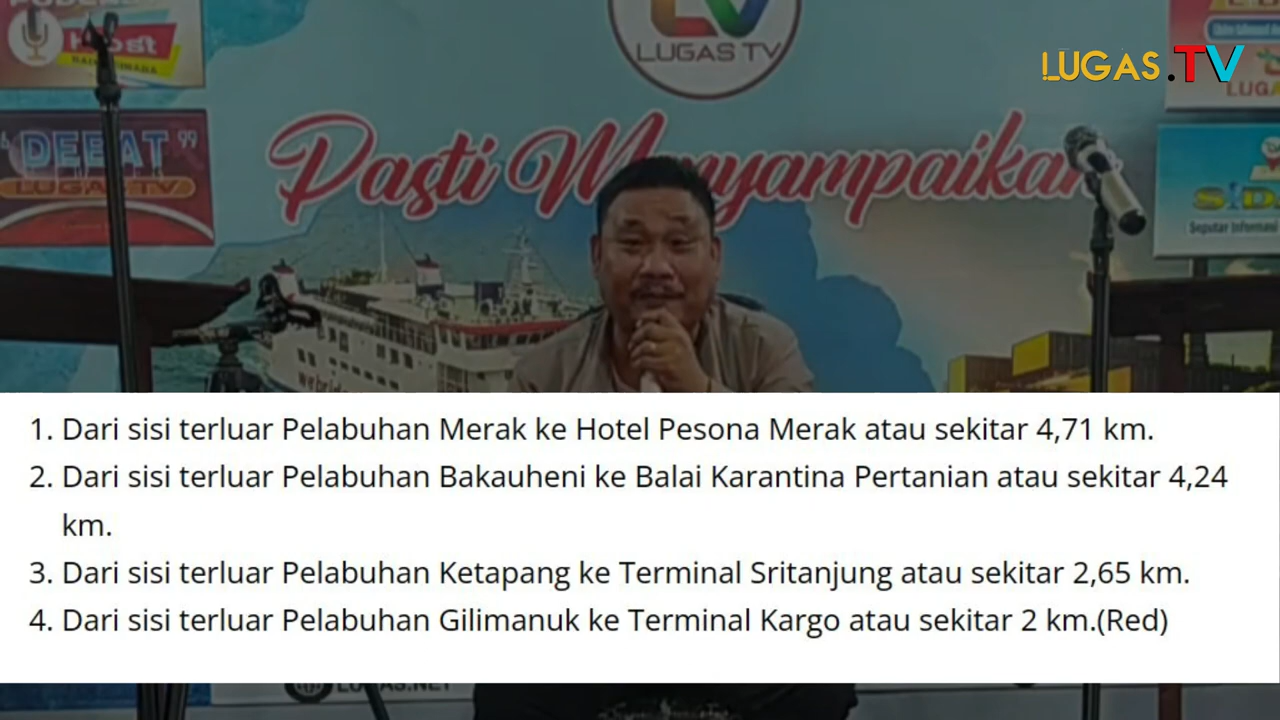 LUGAS TV
LUGAS.TV
"DEBAT"
LUGAS TV
Pasti Menyampaikan
Seputar Informasi
1. Dari sisi terluar Pelabuhan Merak ke Hotel Pesona Merak atau sekitar 4,71 km.
2. Dari sisi terluar Pelabuhan Bakauheni ke Balai Karantina Pertanian atau sekitar 4,24
km.
3. Dari sisi terluar Pelabuhan Ketapang ke Terminal Sritanjung atau sekitar 2,65 km.
4. Dari sisi terluar Pelabuhan Gilimanuk ke Terminal Kargo atau sekitar 2 km.(Red)